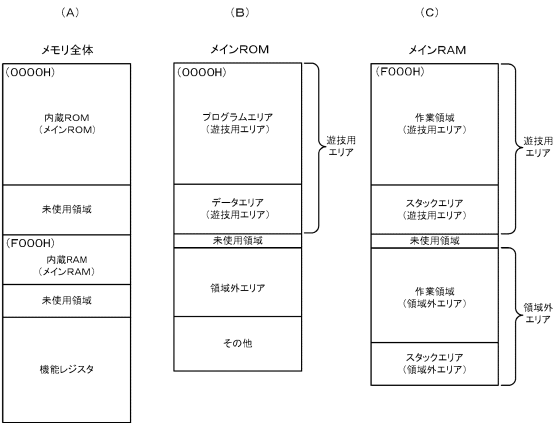 (A)
メモリ全体
(0000H)
内蔵ROM
(メインROM)
未使用領域
(F000H)
内蔵RAM
(メインRAM)
未使用領域
機能レジスタ
(B)
メインROM
(0000H)
プログラムエリア
(遊技用エリア)
データエリア
(遊技用エリア)
遊技用
エリア
未使用領域
領域外エリア
その他
(C)
メインRAM
(F000H)
作業領域
(遊技用エリア)
スタックエリア
(遊技用エリア)
遊技用
エリア
未使用領域
作業領域
(領域外エリア)
スタックエリア
(領域外エリア)
領域外
エリア